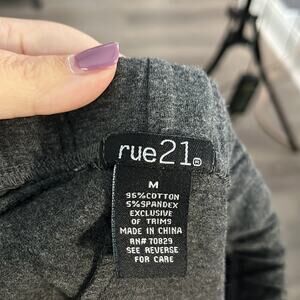 rue21®
M
95%COTTON
5%SPANDEX
EXCLUSIVE
OF TRIMS
MADE IN CHINA
RN# 70829
SEE REVERSE
FOR CARE